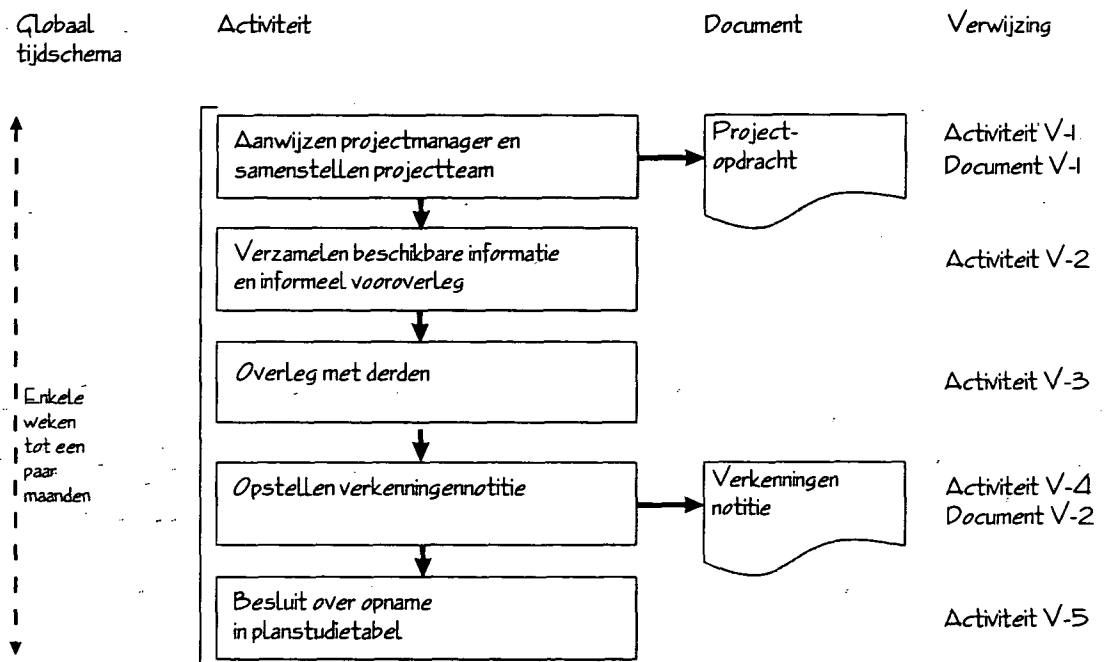 Globaal
tijdschema
Activiteit
Document
Verwijzing
Aanwijzen projectmanager en
samenstellen projectteam
Project-
opdracht
Activiteit V-1
Document V-1
Verzamelen beschikbare informatie
en informeel vooroverleg
Activiteit V-2
Overleg met derden
Activiteit V-3
Enkele
weken
tot een
paar
maanden
Opstellen verkenningennotitie
Verkenningen
notitie
Activiteit V-4
Document V-2
Besluit over opname
in planstudietabel
Activiteit V-5